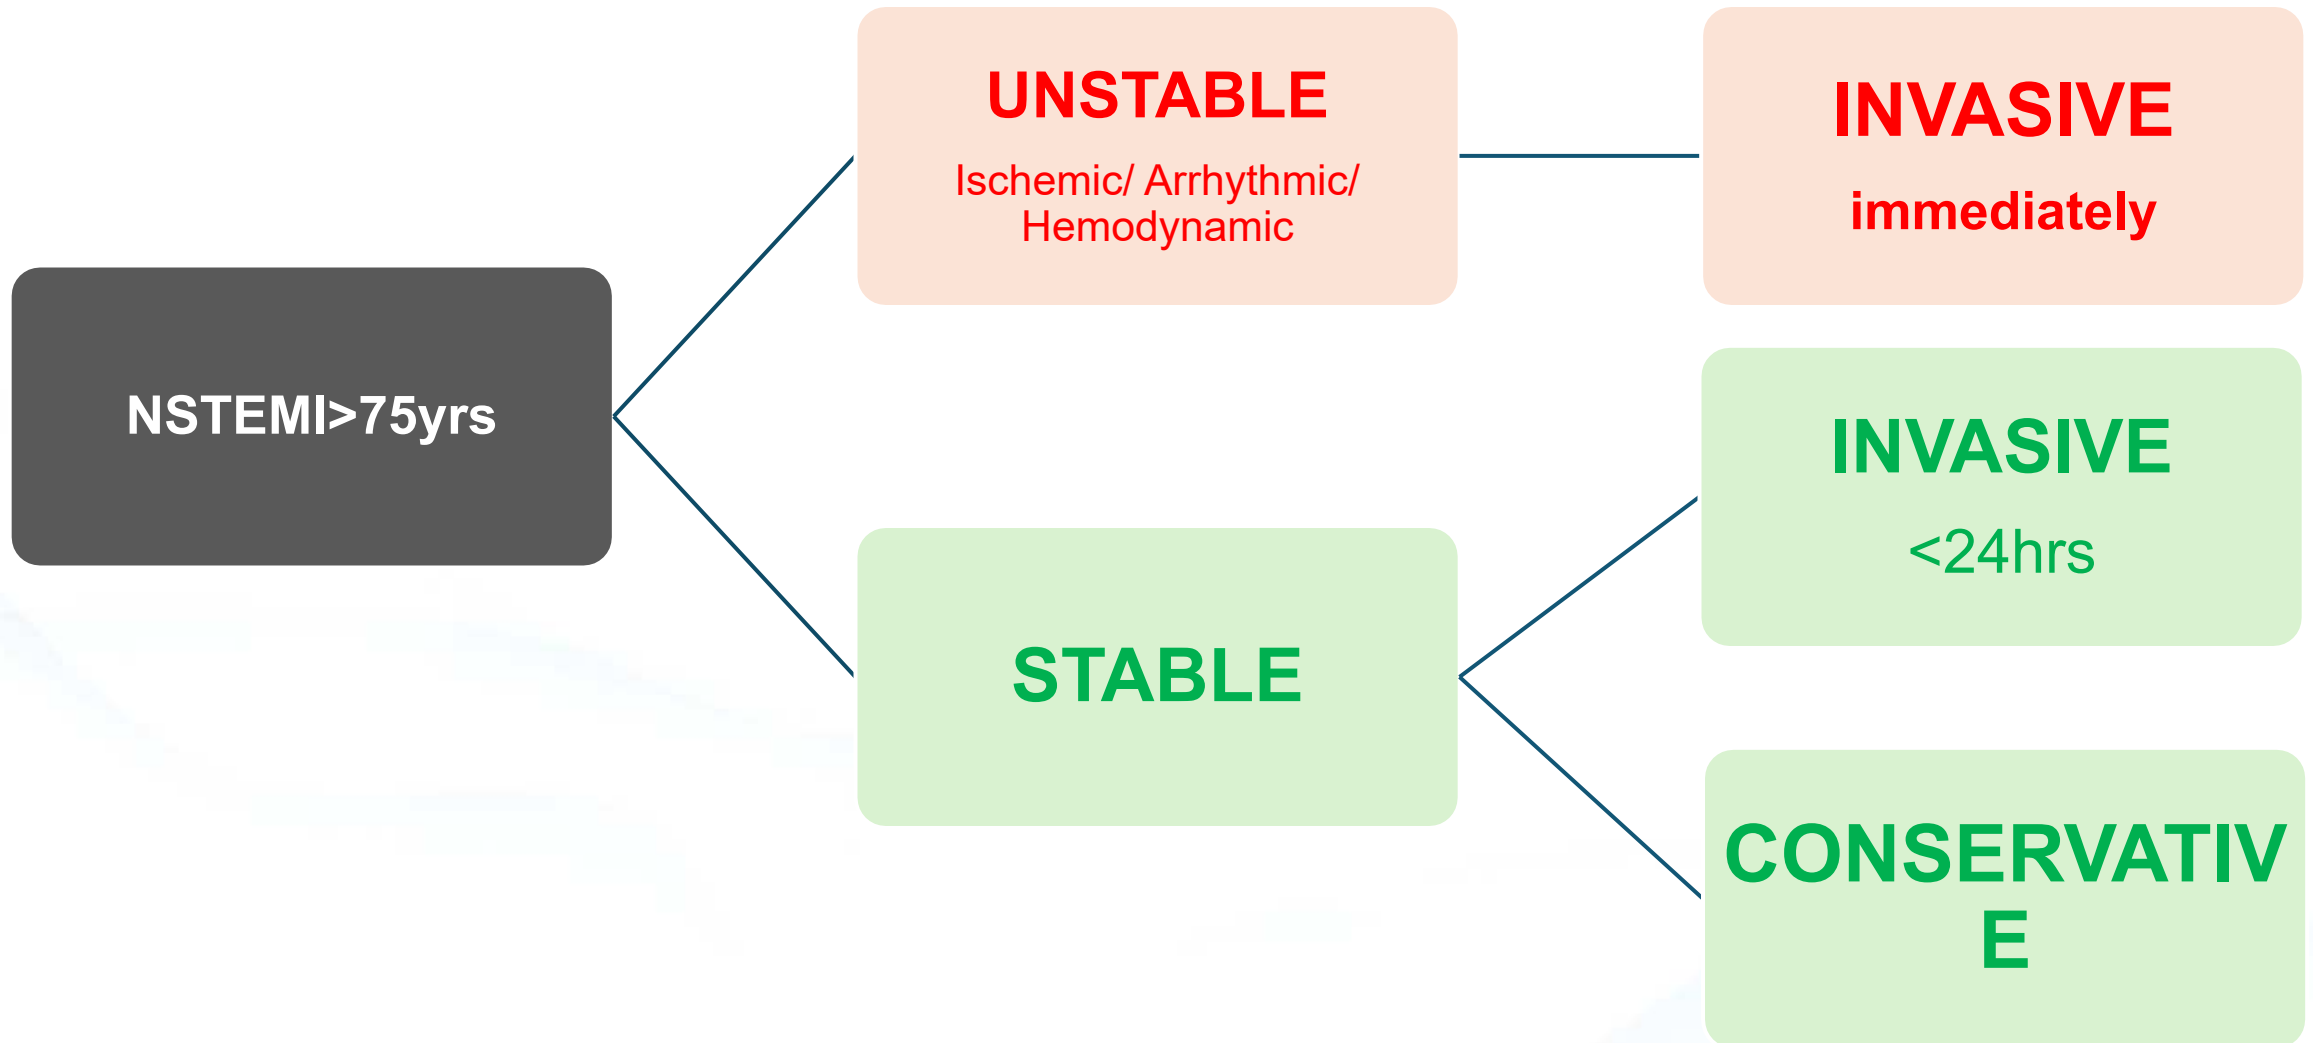 UNSTABLE
Ischemic/ Arrhythmic/
Hemodynamic
INVASIVE
immediately
NSTEMI>75yrs
INVASIVE
<24hrs
STABLE
CONSERVATIV
E